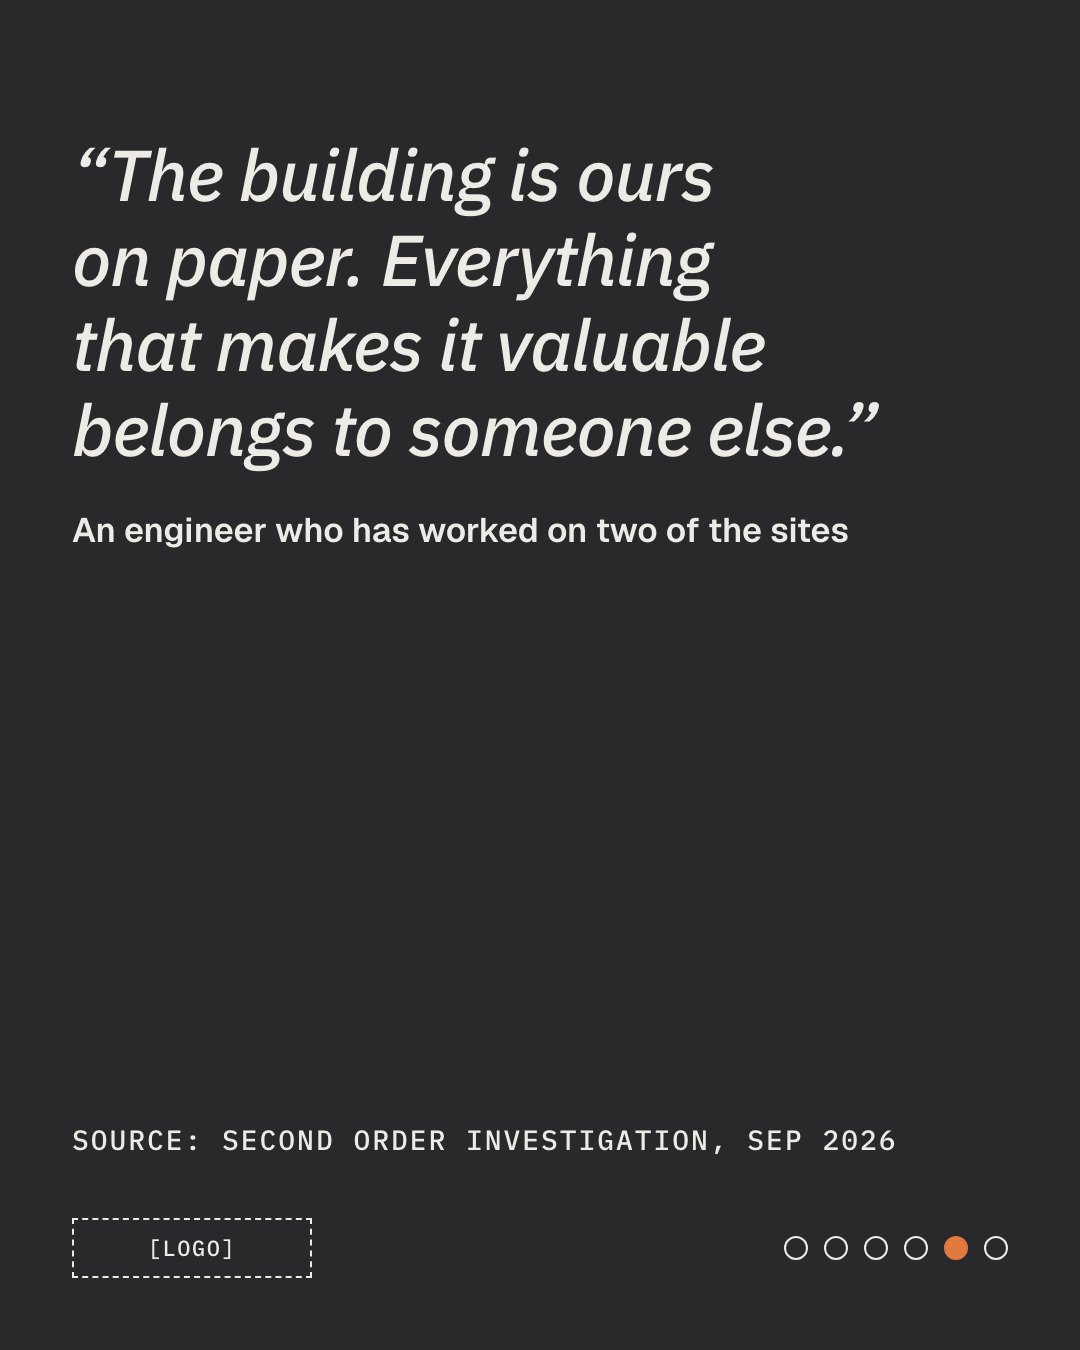 “The building is ours
on paper. Everything
that makes it valuable
belongs to someone else.”
An engineer who has worked on two of the sites
SOURCE: SECOND ORDER INVESTIGATION, SEP 2026
[LOGO]